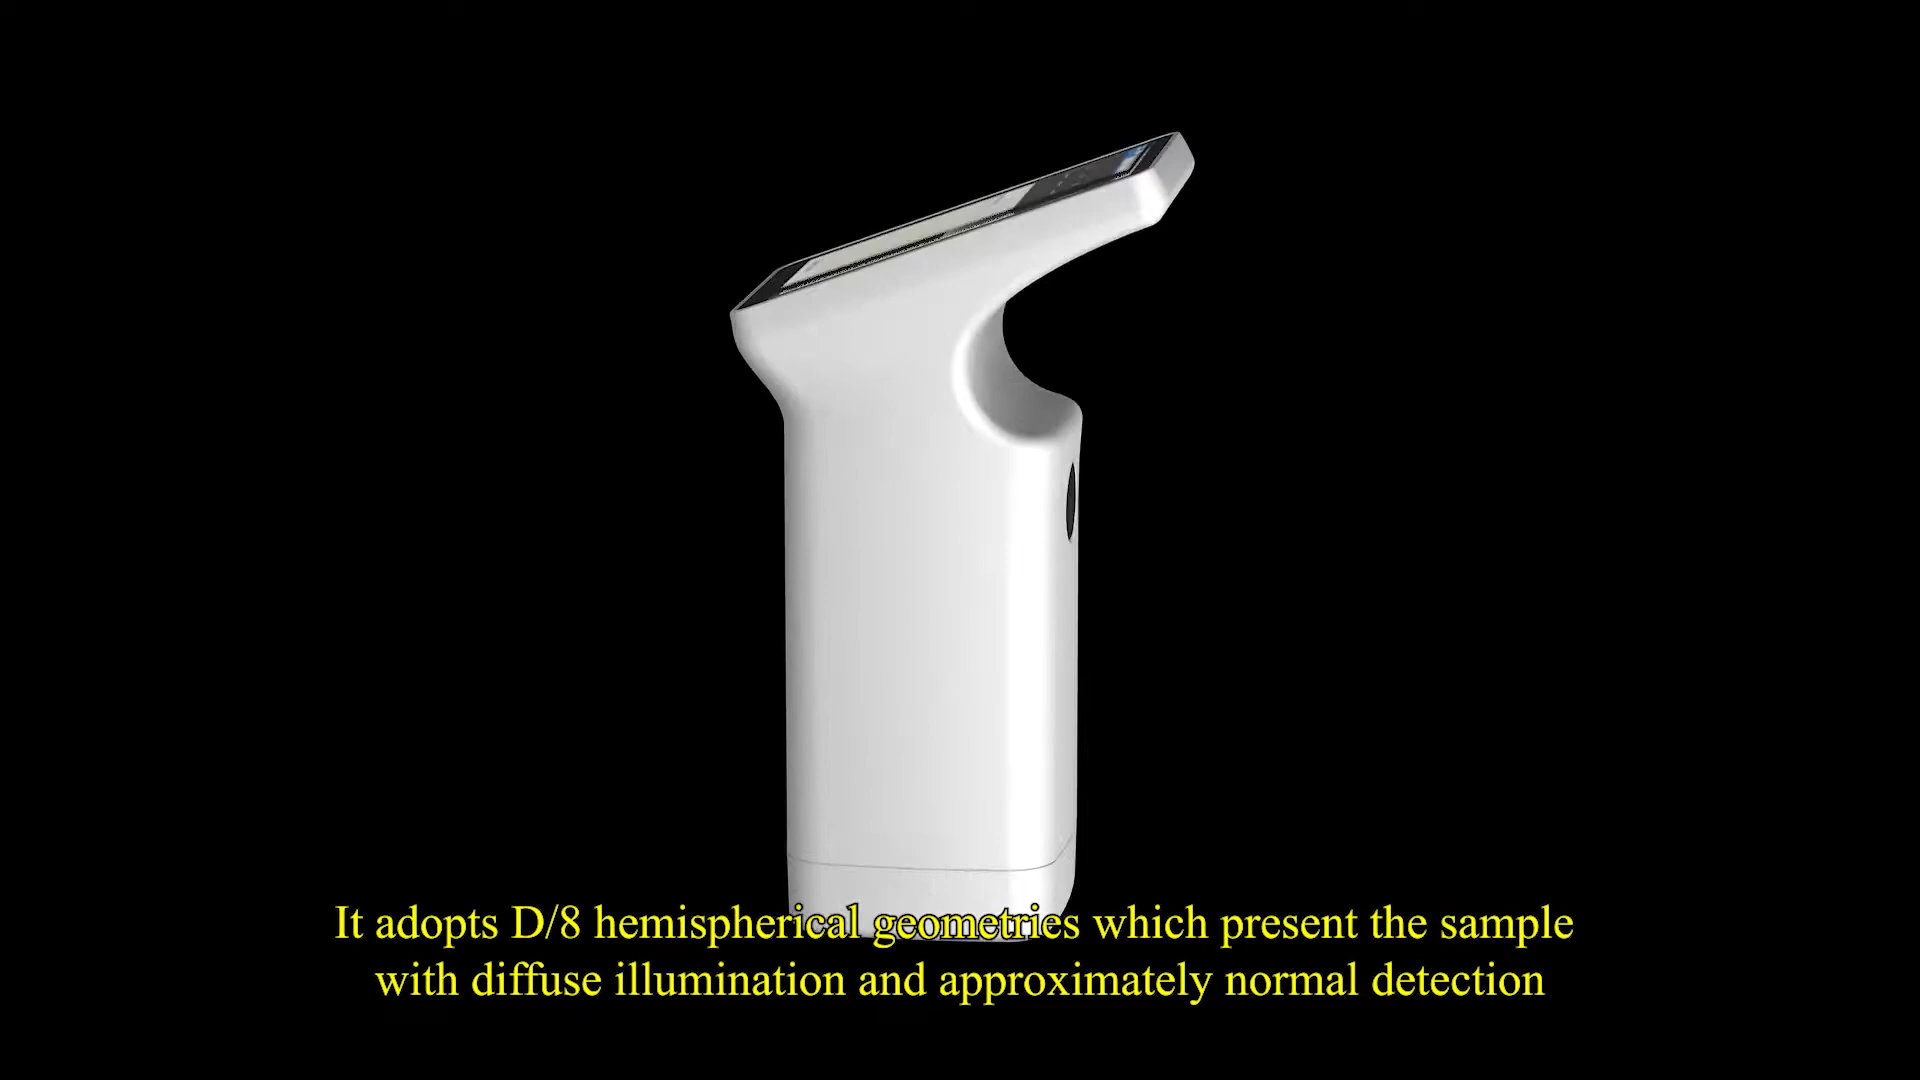 It adopts D/8 hemispherical geometries which present the sample
with diffuse illumination and approximately normal detection